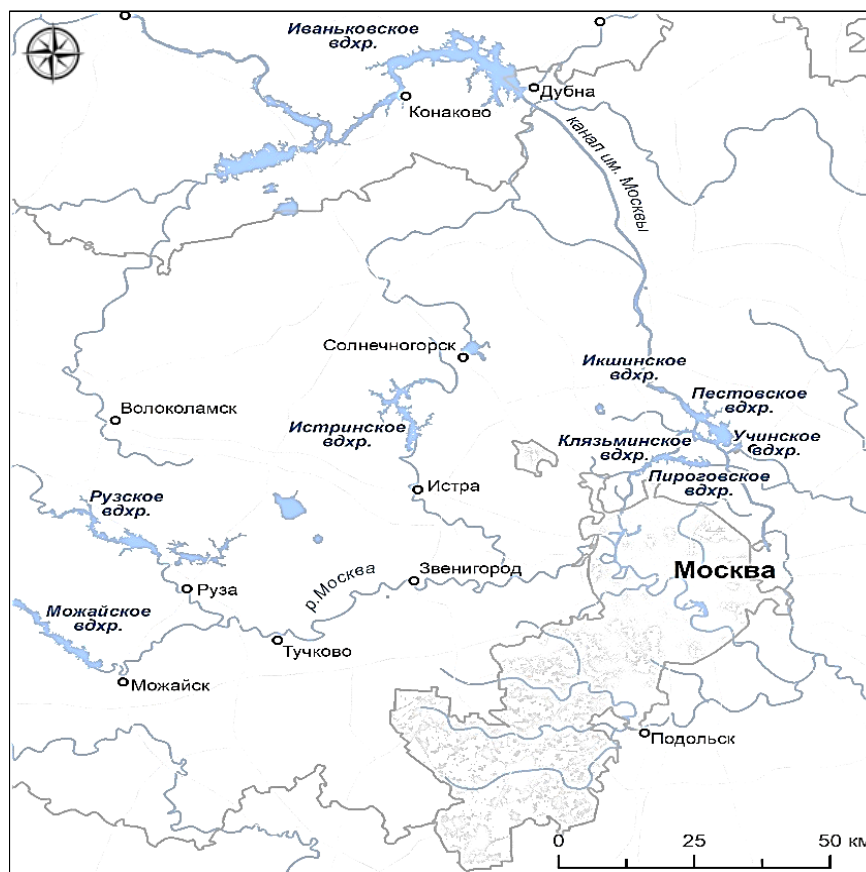 2
Иваньковское
вдхр.
Дубна
Конаково
канал им. Москвы
Солнечногорск
Икшинское
вдхр.
Пестовское
вдхр.
Волоколамск
Истринское
вдхр.
Клязьминское
вдхр.
Учинское
вдхр.
Пироговское
вдхр.
Истра
Рузское
вдхр.
р.Москва
Звенигород
Москва
Руза
Можайское
вдхр.
Тучково
Можайск
Подольск
0 25 50 км